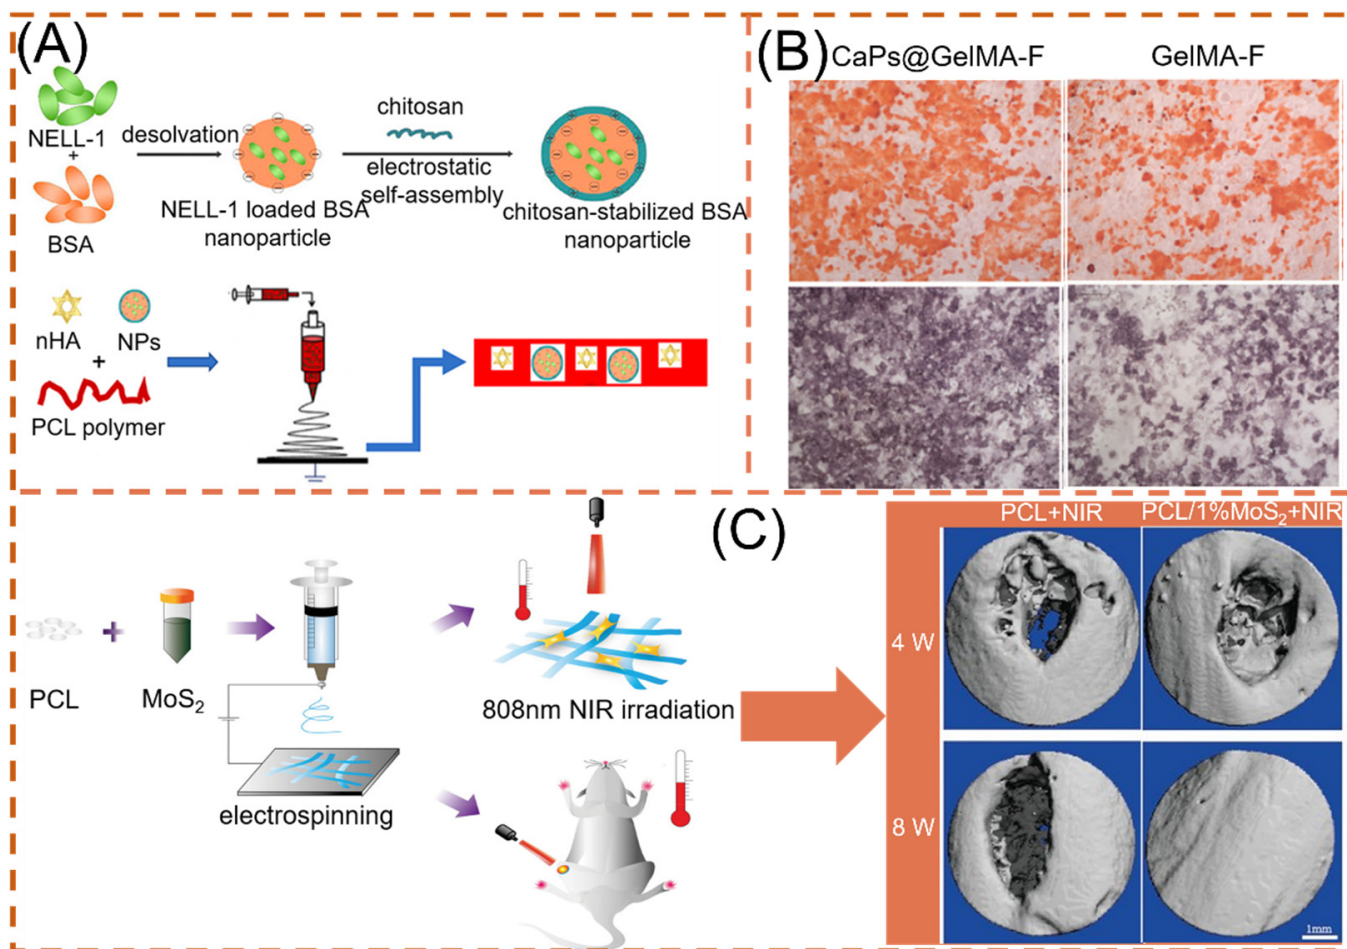 (A)
NELL-1
+
BSA
desolvation
NELL-1 loaded BSA
nanoparticle
chitosan
electrostatic
self-assembly
chitosan-stabilized BSA
nanoparticle
nHA
NPs
+
PCL polymer
(B)
CaPs@GelMA-F
GelMA-F
(C)
PCL
+
MoS₂
electrospinning
808nm NIR irradiation
PCL+NIR
PCL/1%MoS₂+NIR
4 W
8 W
1mm